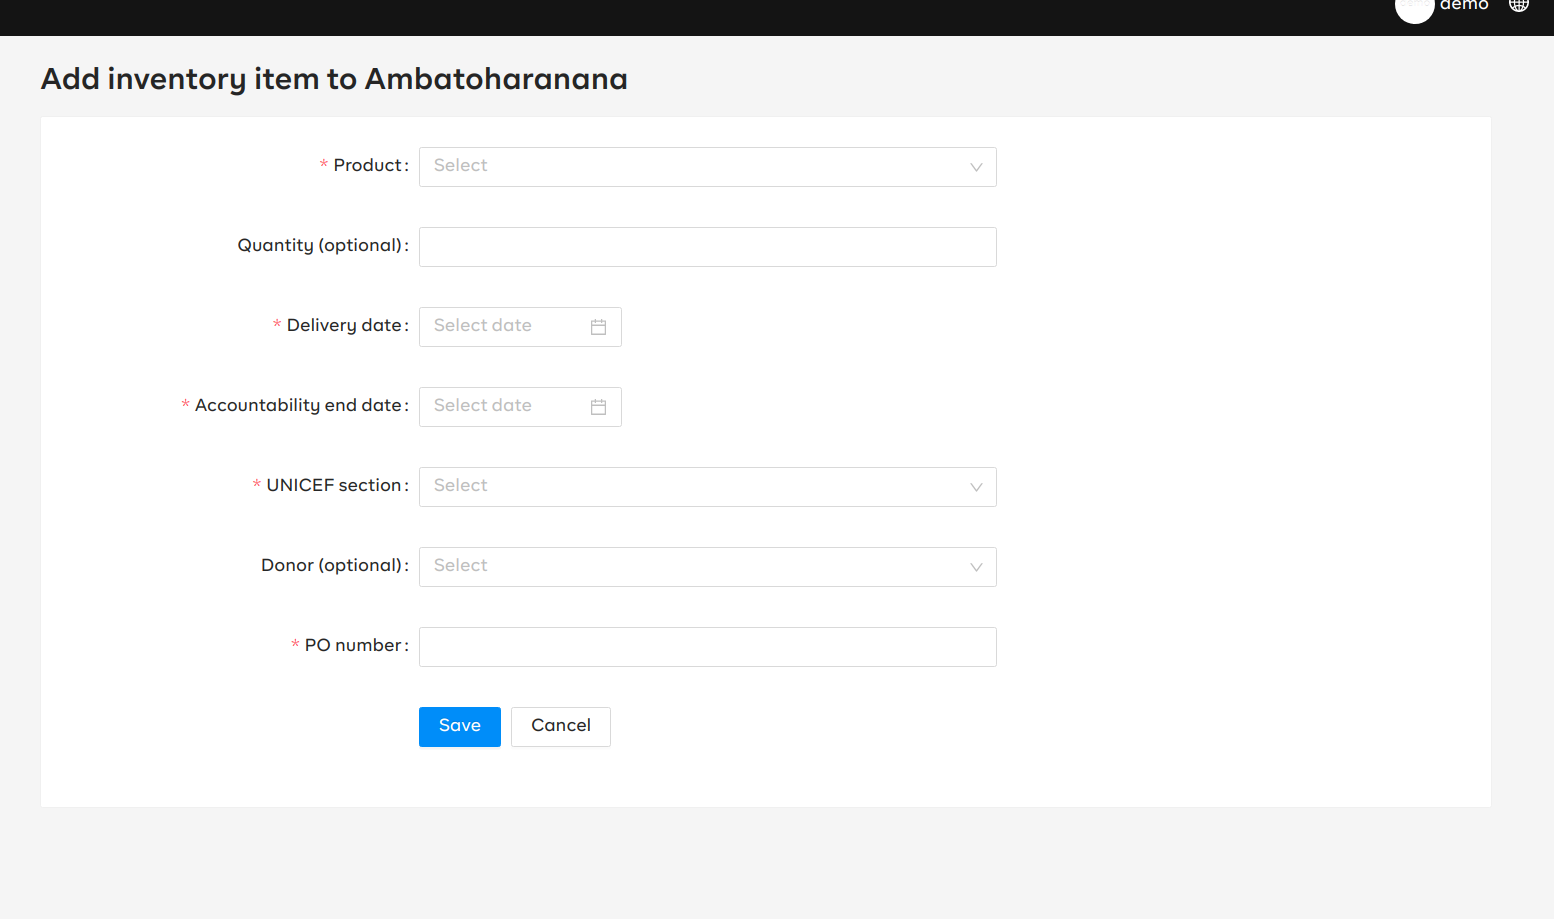 demo
Add inventory item to Ambatoharanana
* Product:
Select
Quantity (optional):
* Delivery date:
Select date
* Accountability end date:
Select date
* UNICEF section:
Select
Donor (optional):
Select
* PO number:
Save
Cancel